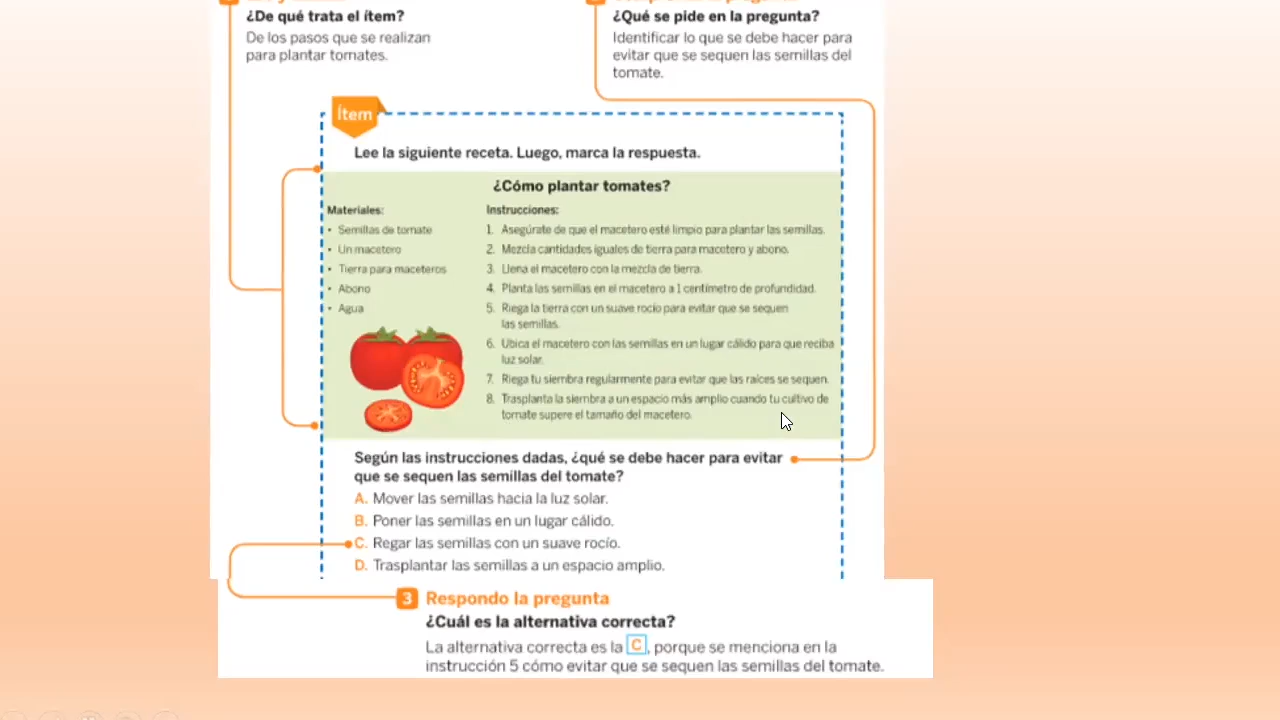 ¿De qué trata el ítem?
De los pasos que se realizan
para plantar tomates.
¿Qué se pide en la pregunta?
Identificar lo que se debe hacer para
evitar que se sequen las semillas del
tomate.
Ítem
Lee la siguiente receta. Luego, marca la respuesta.
¿Cómo plantar tomates?
Materiales:
• Semillas de tomate
• Un macetero
• Tierra para maceteros
• Abono
• Agua
Instrucciones:
1. Asegúrate de que el macetero esté limpio para plantar las semillas.
2. Mezcla cantidades iguales de tierra para macetero y abono.
3. Llena el macetero con la mezcla de tierra.
4. Planta las semillas en el macetero a 1 centímetro de profundidad.
5. Riega la tierra con un suave rocío para evitar que se sequen
las semillas.
6. Ubica el macetero con las semillas en un lugar cálido para que reciba
luz solar.
7. Riega tu siembra regularmente para evitar que las raíces se sequen.
8. Trasplanta la siembra a un espacio más amplio cuando tu cultivo de
tomate supere el tamaño del macetero.
Según las instrucciones dadas, ¿qué se debe hacer para evitar
que se sequen las semillas del tomate?
A. Mover las semillas hacia la luz solar.
B. Poner las semillas en un lugar cálido.
C. Regar las semillas con un suave rocío.
D. Trasplantar las semillas a un espacio amplio.
3 Respondo la pregunta
¿Cuál es la alternativa correcta?
La alternativa correcta es la C, porque se menciona en la
instrucción 5 cómo evitar que se sequen las semillas del tomate.